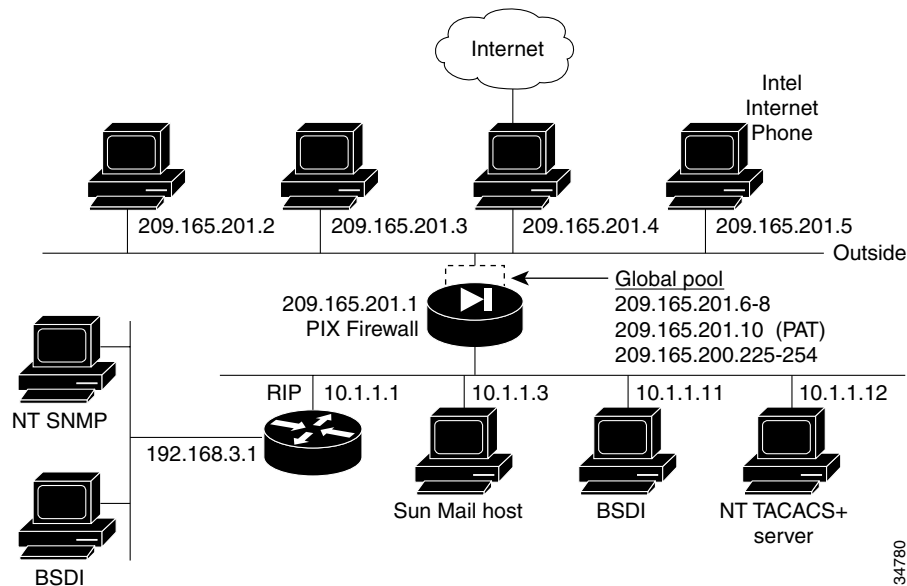 Internet
Intel
Internet
Phone
209.165.201.2
209.165.201.3
209.165.201.4
209.165.201.5
Outside
209.165.201.1
PIX Firewall
Global pool
209.165.201.6-8
209.165.201.10 (PAT)
209.165.200.225-254
RIP
10.1.1.1
10.1.1.3
10.1.1.11
10.1.1.12
NT SNMP
192.168.3.1
Sun Mail host
BSDI
NT TACACS+
server
BSDI
34780